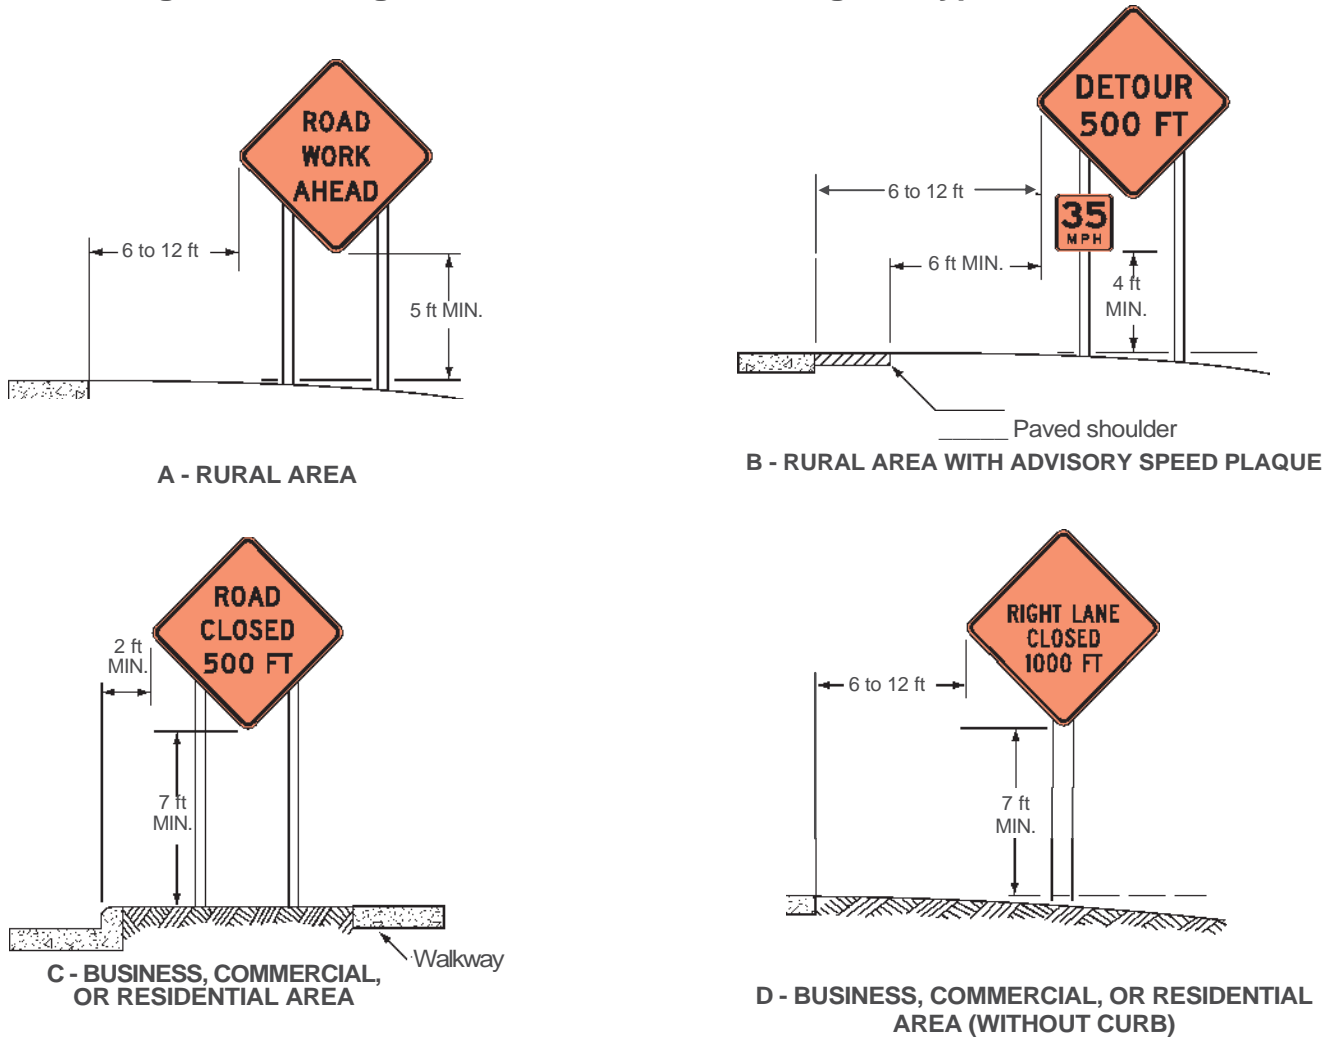 ROAD
WORK
AHEAD
6 to 12 ft
5 ft MIN.
A - RURAL AREA
DETOUR
500 FT
6 to 12 ft
35
MPH
6 ft MIN.
4 ft
MIN.
_____ Paved shoulder
B - RURAL AREA WITH ADVISORY SPEED PLAQUE
ROAD
CLOSED
500 FT
2 ft
MIN.
7 ft
MIN.
Walkway
C - BUSINESS, COMMERCIAL,
OR RESIDENTIAL AREA
RIGHT LANE
CLOSED
1000 FT
6 to 12 ft
7 ft
MIN.
D - BUSINESS, COMMERCIAL, OR RESIDENTIAL
AREA (WITHOUT CURB)